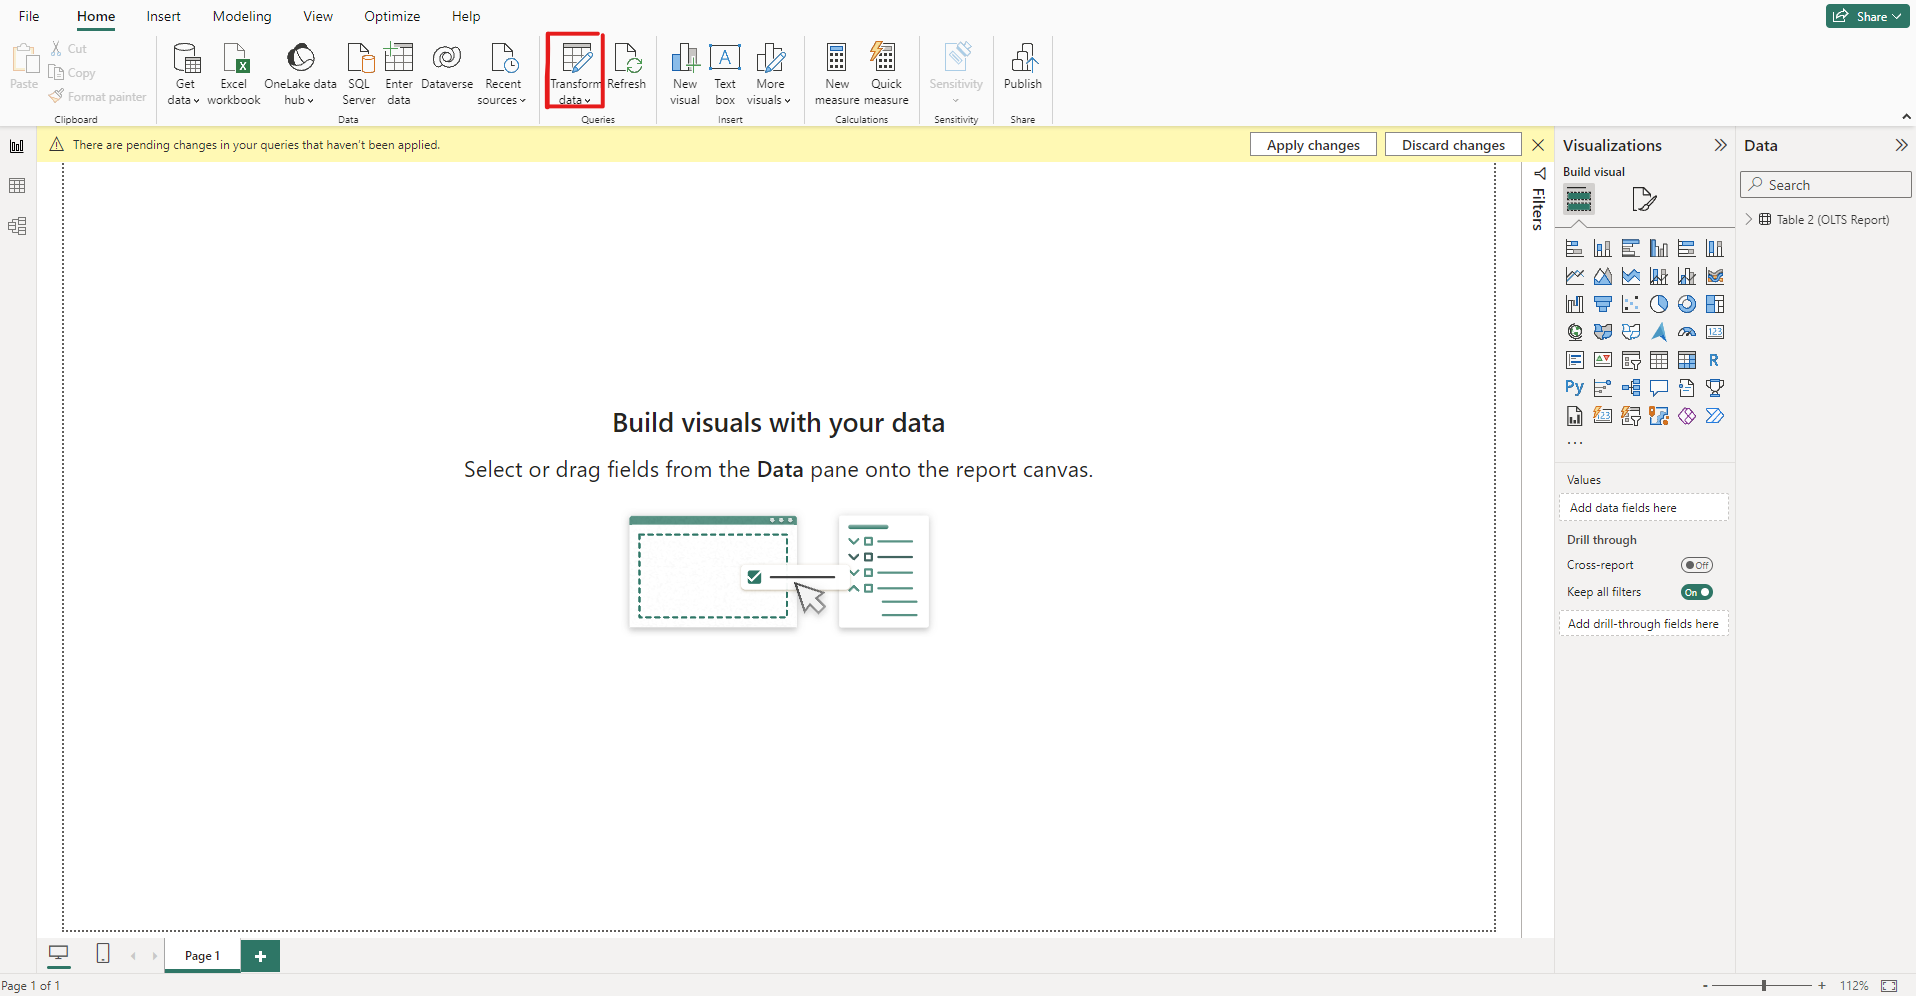 File Home Insert Modeling View Optimize Help
Share
Paste
Cut
Copy
Format painter
Clipboard
Get data
Excel workbook
OneLake data hub
SQL Server
Enter data
Dataverse
Recent sources
Data
Transform data
Refresh
Queries
New visual
Text box
More visuals
Insert
New measure
Quick measure
Calculations
Sensitivity
Sensitivity
Publish
Share
There are pending changes in your queries that haven't been applied.
Apply changes
Discard changes
Filters
Build visuals with your data
Select or drag fields from the Data pane onto the report canvas.
Visualizations
Build visual
123
R
Py
123
Values
Add data fields here
Drill through
Cross-report
Off
Keep all filters
On
Add drill-through fields here
Data
Search
Table 2 (OLTS Report)
Page 1
Page 1 of 1
112%